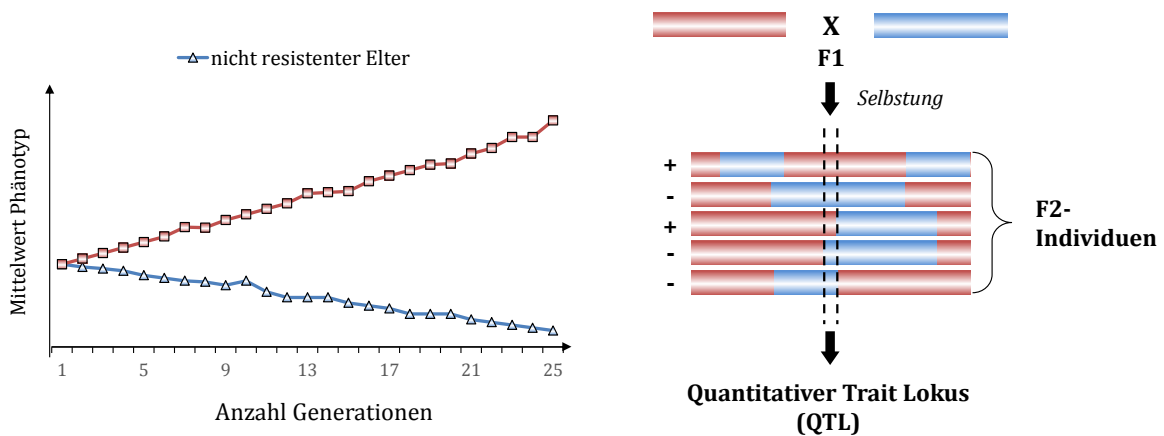 nicht resistenter Elter
Mittelwert Phänotyp
1 5 9 13 17 21 25
Anzahl Generationen
X
F1
Selbstung
+
-
+
-
-
F2-
Individuen
Quantitativer Trait Lokus
(QTL)